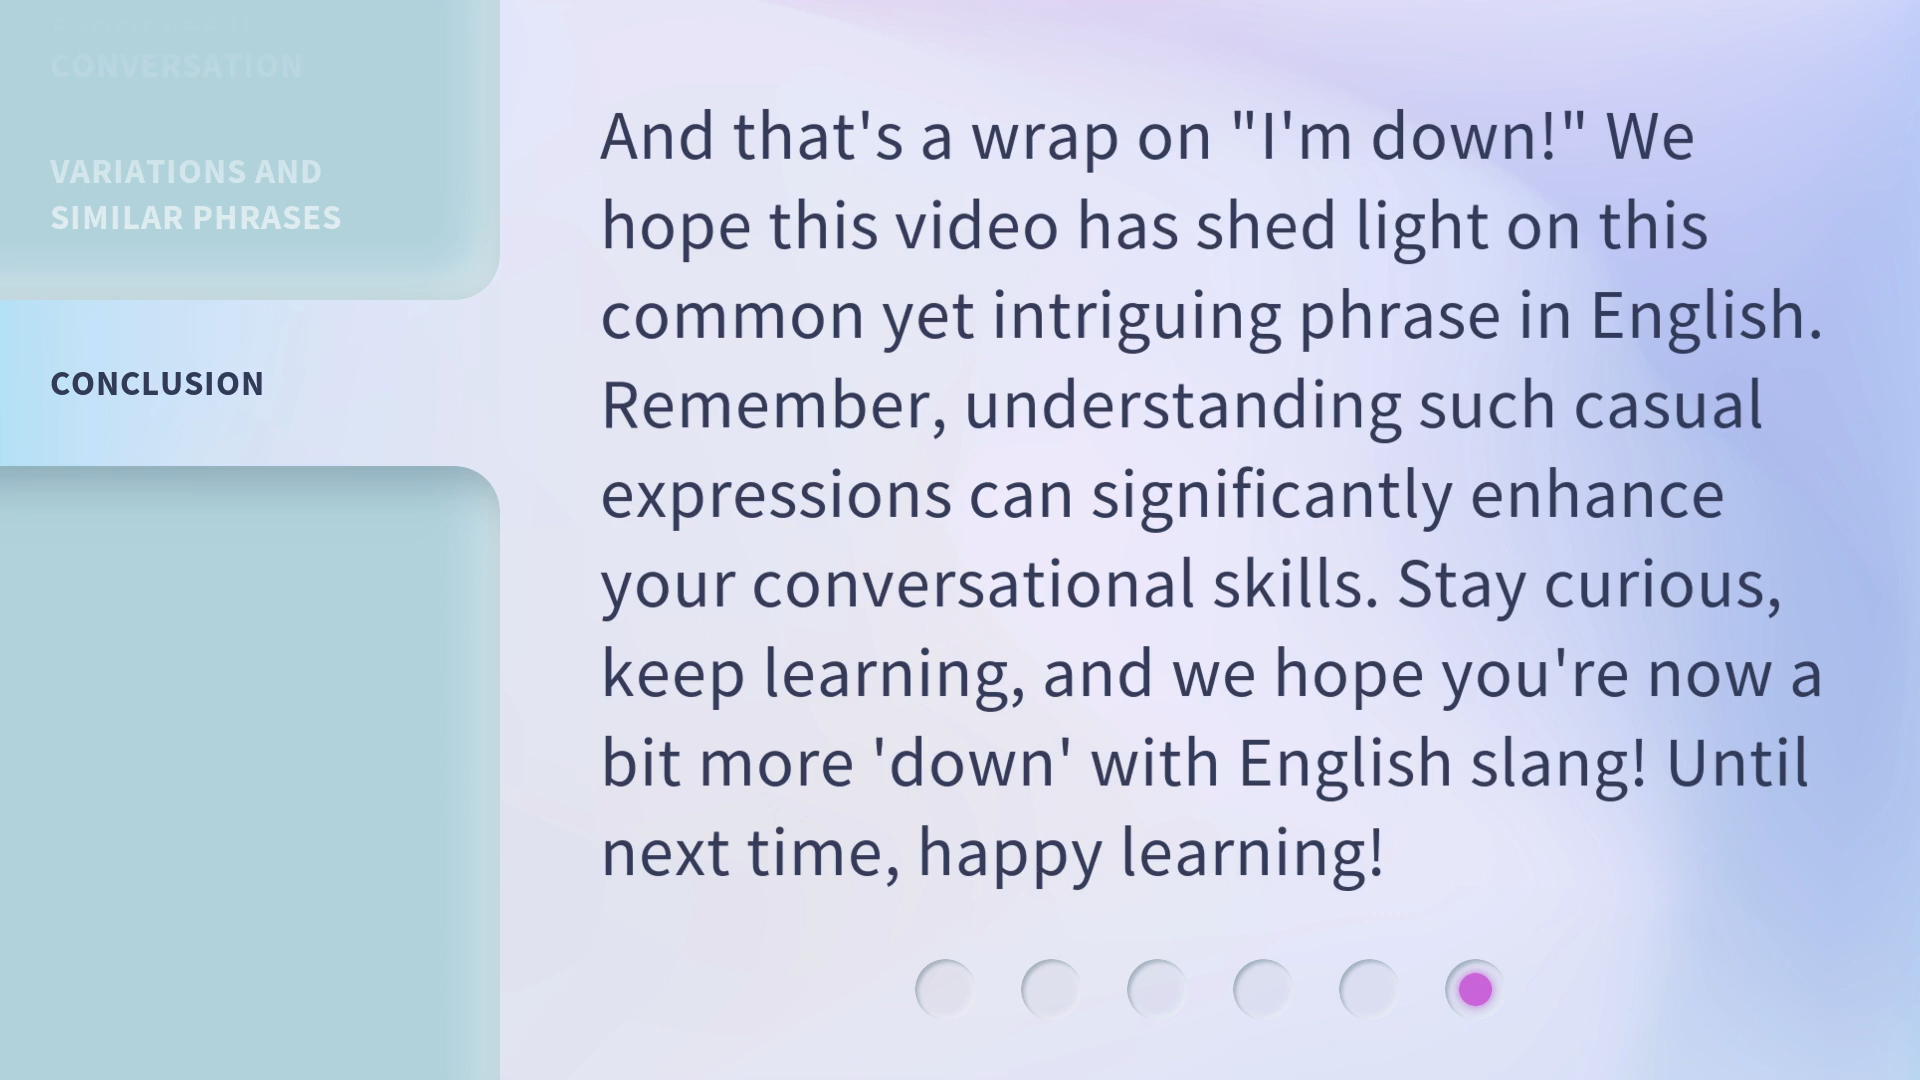 CONVERSATION
VARIATIONS AND
SIMILAR PHRASES
CONCLUSION
And that's a wrap on "I'm down!" We
hope this video has shed light on this
common yet intriguing phrase in English.
Remember, understanding such casual
expressions can significantly enhance
your conversational skills. Stay curious,
keep learning, and we hope you're now a
bit more 'down' with English slang! Until
next time, happy learning!